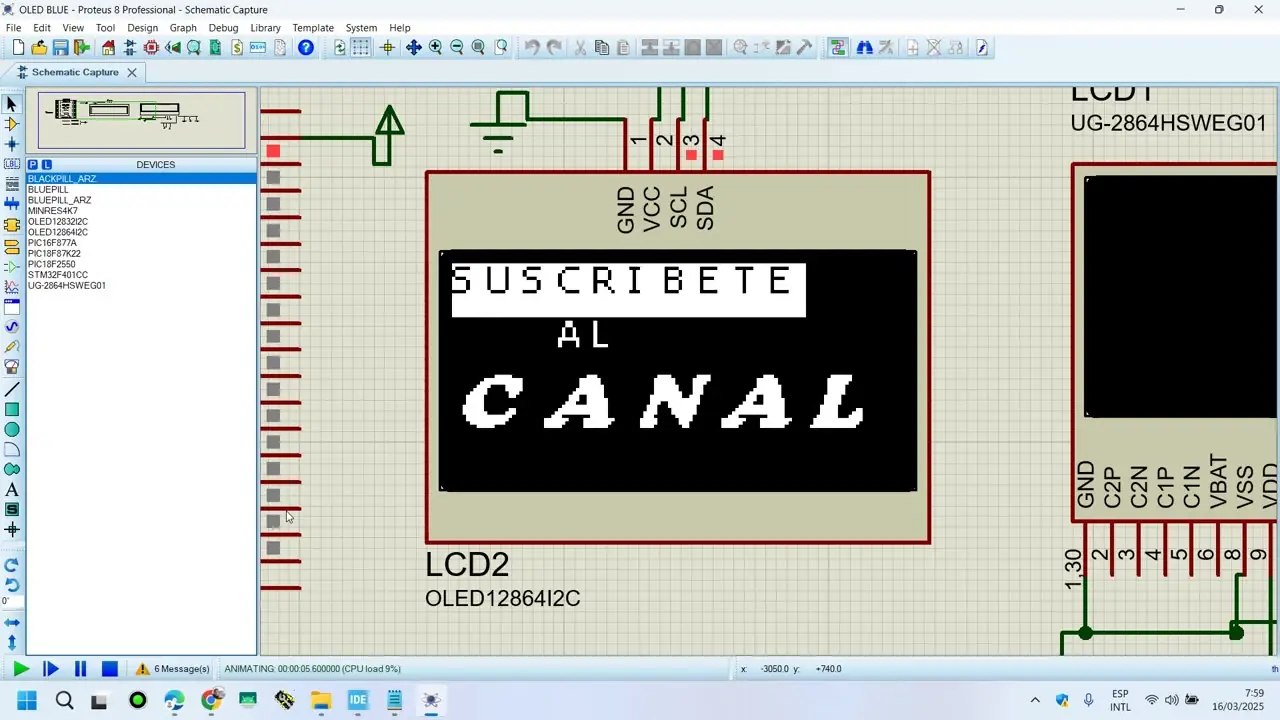 OLED BLUE - Proteus 8 Professional - Schematic Capture
File Edit View Tool Design Graph Debug Library Template System Help
Schematic Capture
P L DEVICES
BLACKPILL_ARZ
BLUEPILL
BLUEPILL_ARZ
MINRES4K7
OLED12832I2C
OLED12864I2C
PIC16F877A
PIC18F87K22
PIC18F2550
STM32F401CC
UG-2864HSWEG01
1 2 3 4
GND VCC SCL SDA
SUSCRIBETE
AL
CANAL
LCD2
OLED12864I2C
LCD1
UG-2864HSWEG01
GND C2P C2N C1P C1N VBAT VSS VDD
1,30 2 3 4 5 6 8 9
6 Message(s) ANIMATING: 00:00:05.600000 (CPU load 9%) x: -3050.0 y: +740.0 th
IDE
ESP
INTL
7:59
16/03/2025